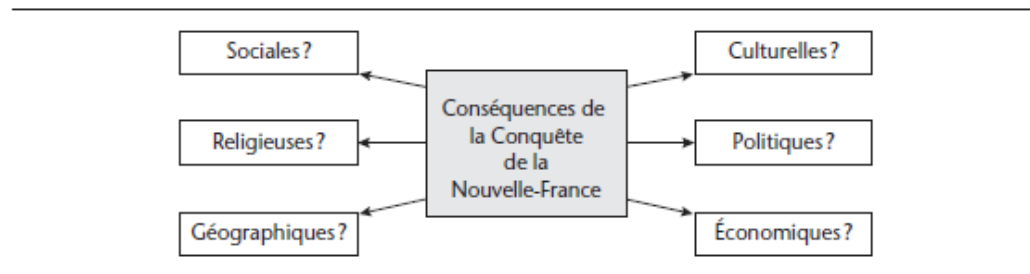 Sociales ?
Culturelles ?
Conséquences de
la Conquête
de la
Nouvelle-France
Religieuses ?
Politiques ?
Géographiques ?
Économiques ?